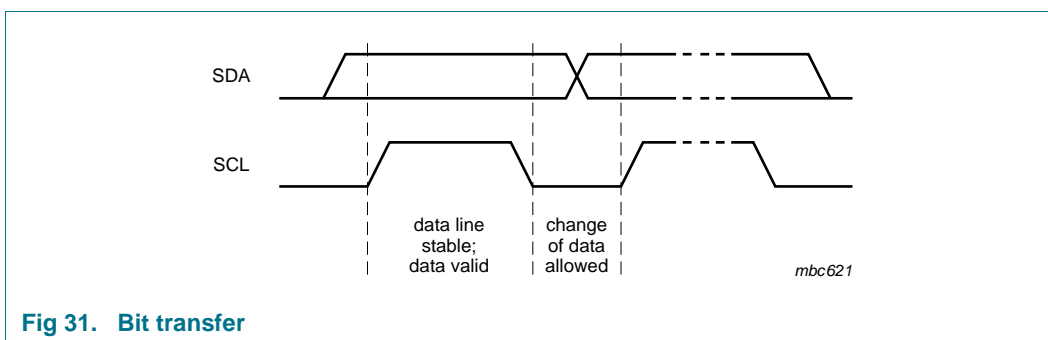 SDA
SCL
data line
stable;
data valid
change
of data
allowed
mbc621
Fig 31. Bit transfer